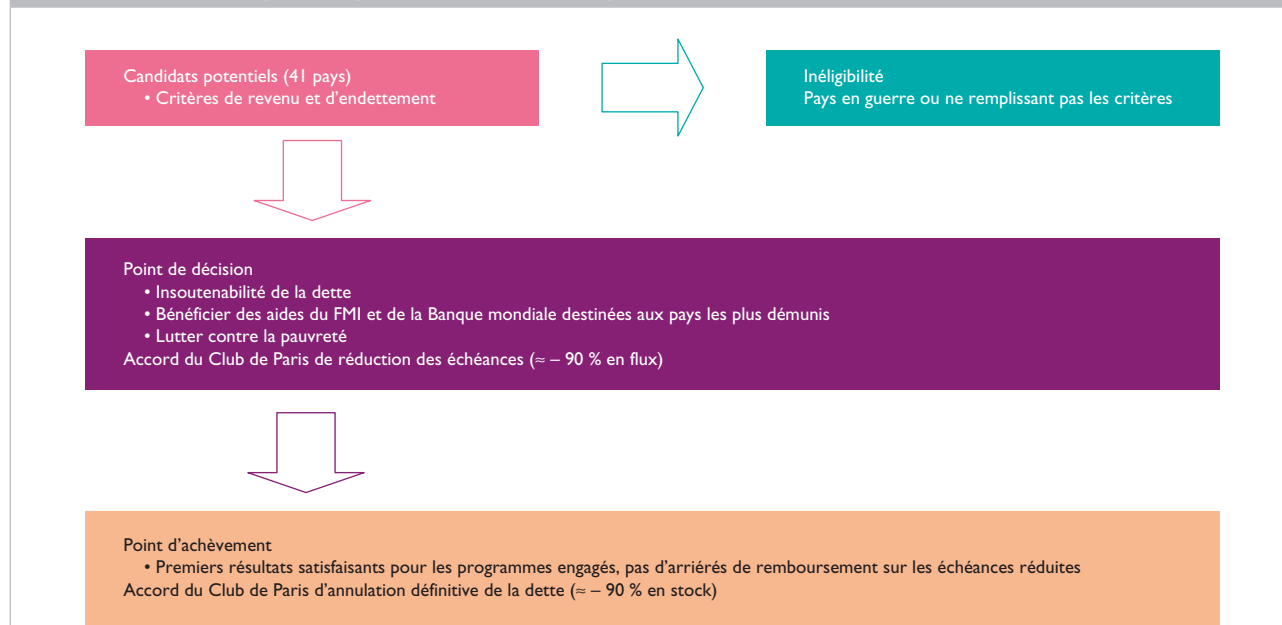 Candidats potentiels (41 pays)
• Critères de revenu et d'endettement
Inéligibilité
Pays en guerre ou ne remplissant pas les critères
Point de décision
• Insoutenabilité de la dette
• Bénéficier des aides du FMI et de la Banque mondiale destinées aux pays les plus démunis
• Lutter contre la pauvreté
Accord du Club de Paris de réduction des échéances (≈ – 90 % en flux)
Point d'achèvement
• Premiers résultats satisfaisants pour les programmes engagés, pas d'arriérés de remboursement sur les échéances réduites
Accord du Club de Paris d'annulation définitive de la dette (≈ – 90 % en stock)